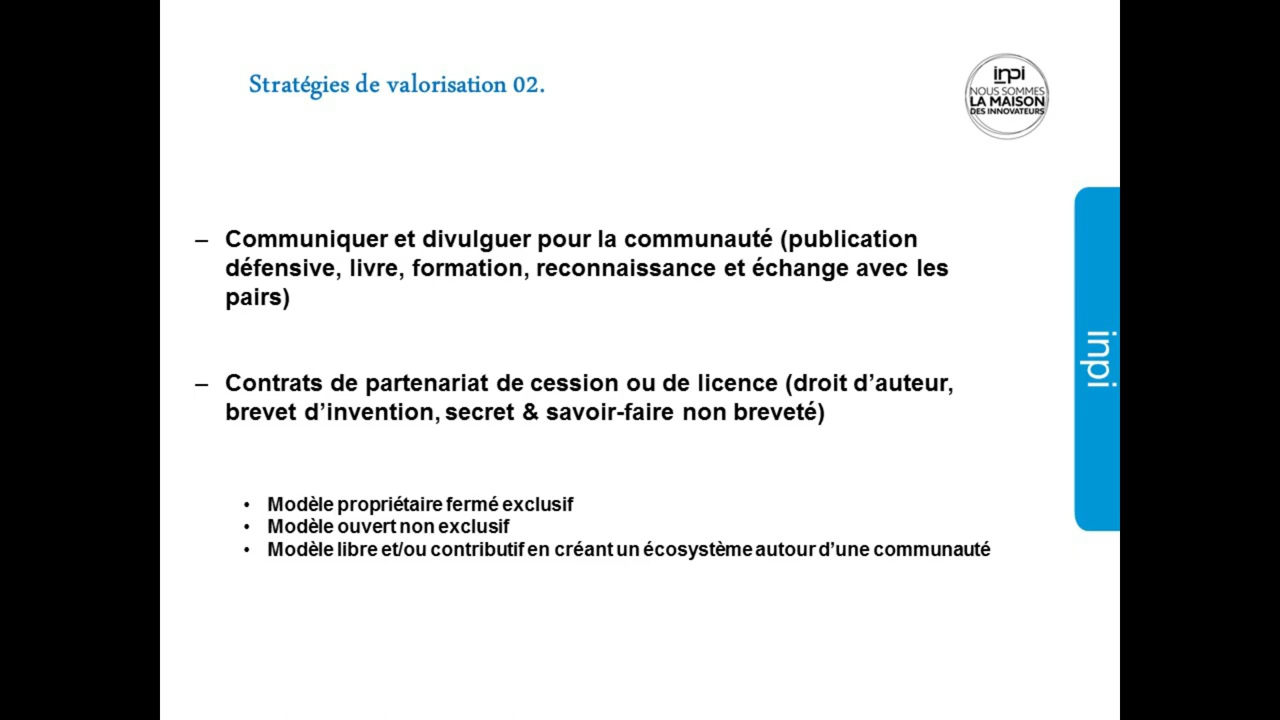 Stratégies de valorisation 02.
inpi
NOUS SOMMES
LA MAISON
DES INNOVATEURS
– Communiquer et divulguer pour la communauté (publication
défensive, livre, formation, reconnaissance et échange avec les
pairs)
– Contrats de partenariat de cession ou de licence (droit d’auteur,
brevet d’invention, secret & savoir-faire non breveté)
• Modèle propriétaire fermé exclusif
• Modèle ouvert non exclusif
• Modèle libre et/ou contributif en créant un écosystème autour d’une communauté
inpi